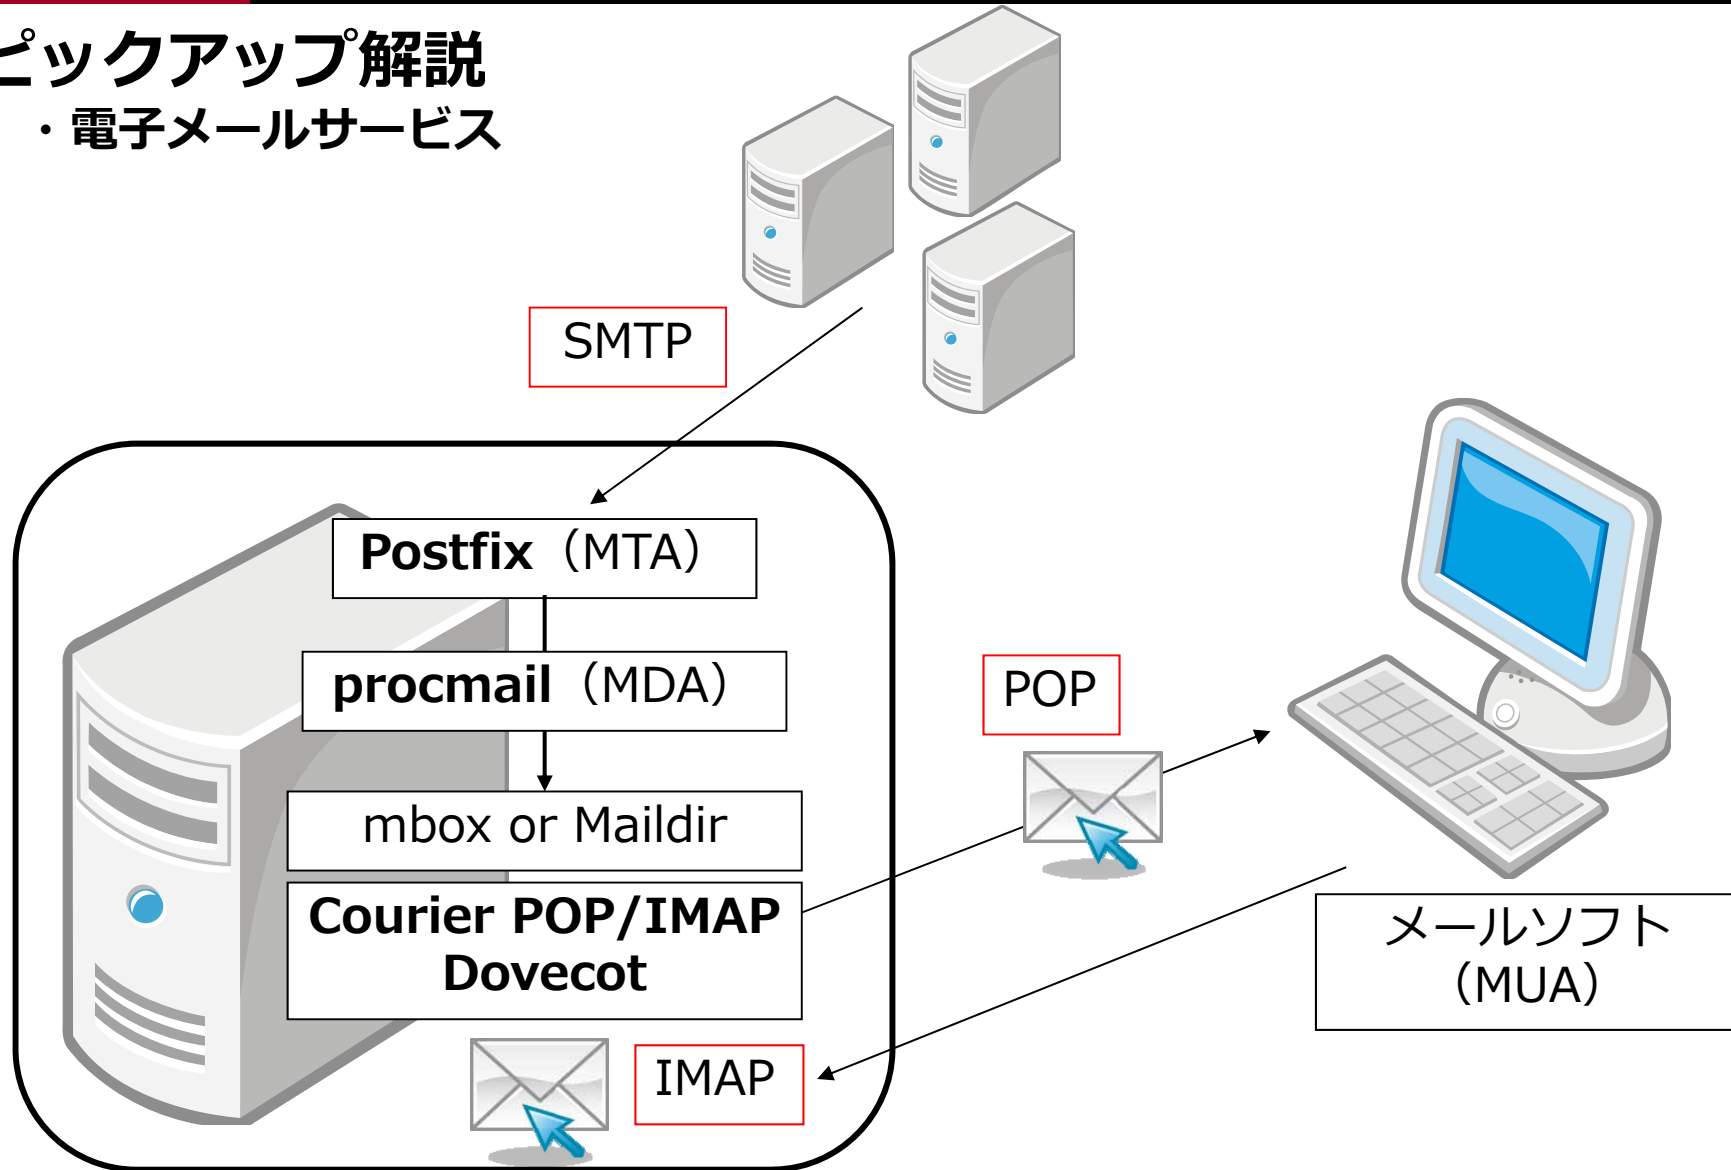 ピックアップ解説
・電子メールサービス
SMTP
Postfix（MTA）
procmail（MDA）
mbox or Maildir
Courier POP/IMAP
Dovecot
POP
IMAP
メールソフト
（MUA）